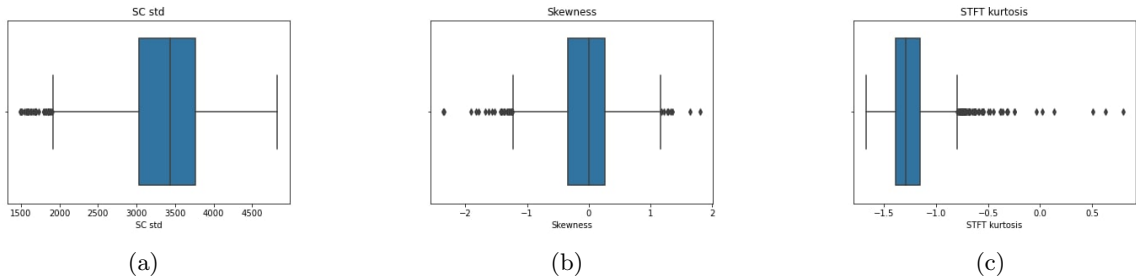 SC std
1500 2000 2500 3000 3500 4000 4500
SC std
(a)
Skewness
−2 −1 0 1 2
Skewness
(b)
STFT kurtosis
−1.5 −1.0 −0.5 0.0 0.5
STFT kurtosis
(c)